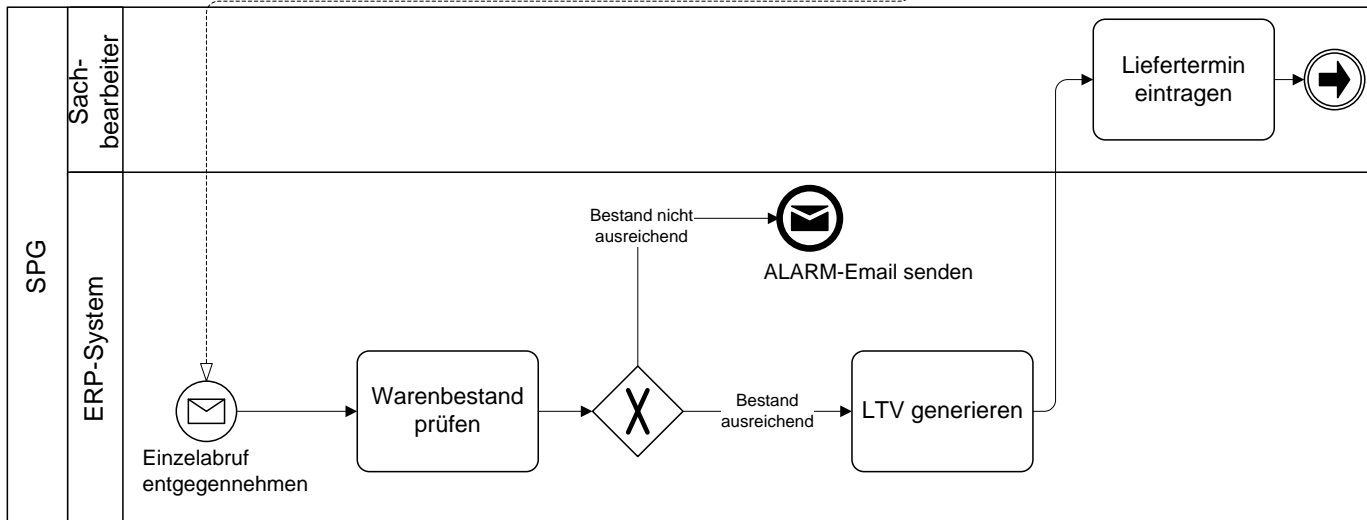 SPG
Sach-
bearbeiter
Liefertermin
eintragen
ERP-System
Bestand nicht
ausreichend
ALARM-Email senden
Warenbestand
prüfen
Bestand
ausreichend
LTV generieren
Einzelabruf
entgegennehmen